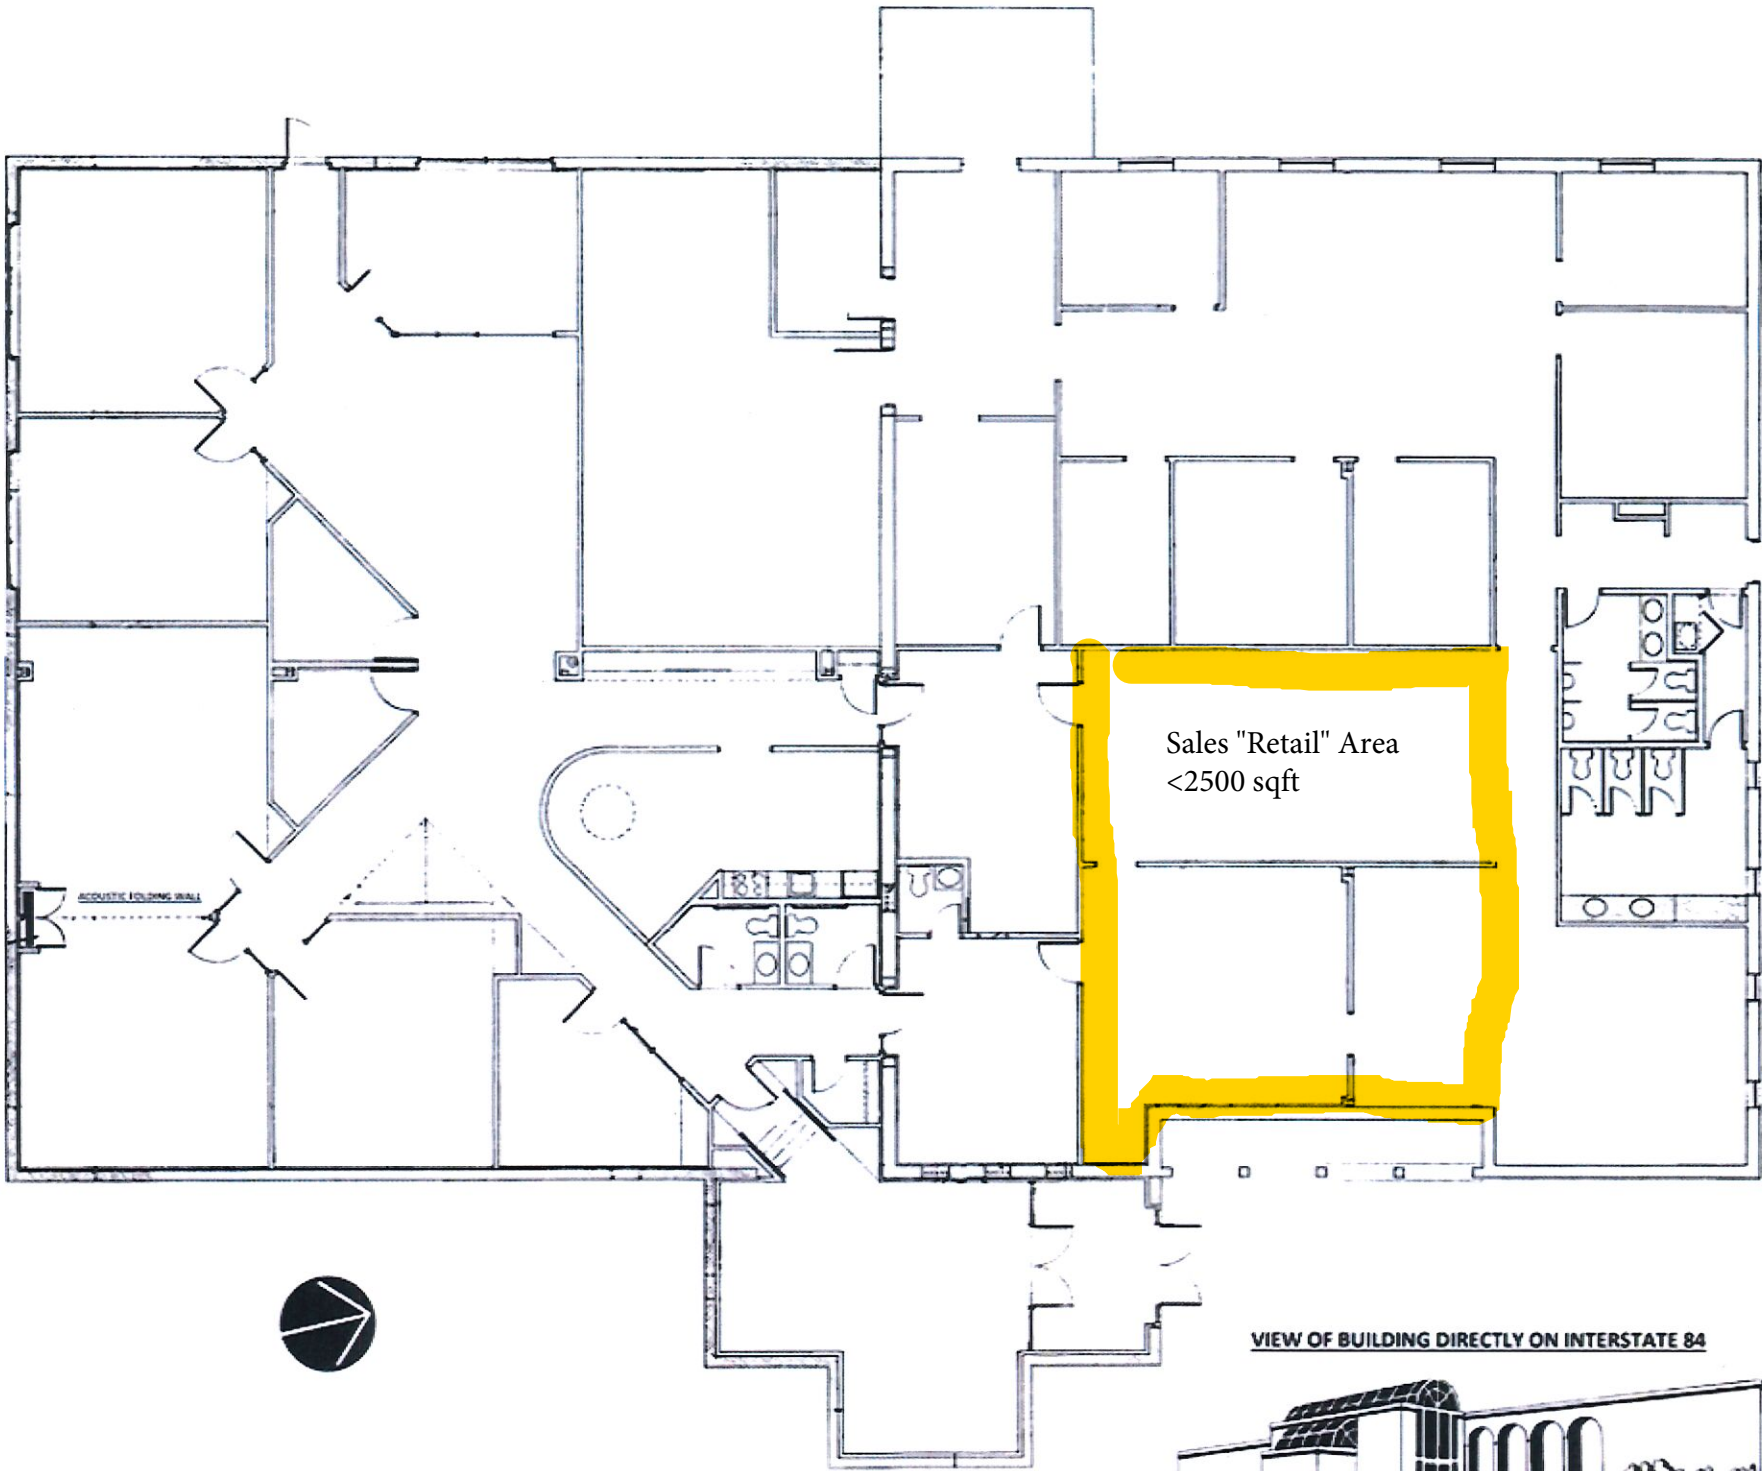 Sales "Retail" Area
<2500 sqft
ACOUSTIC FOLDING WALL
VIEW OF BUILDING DIRECTLY ON INTERSTATE 84